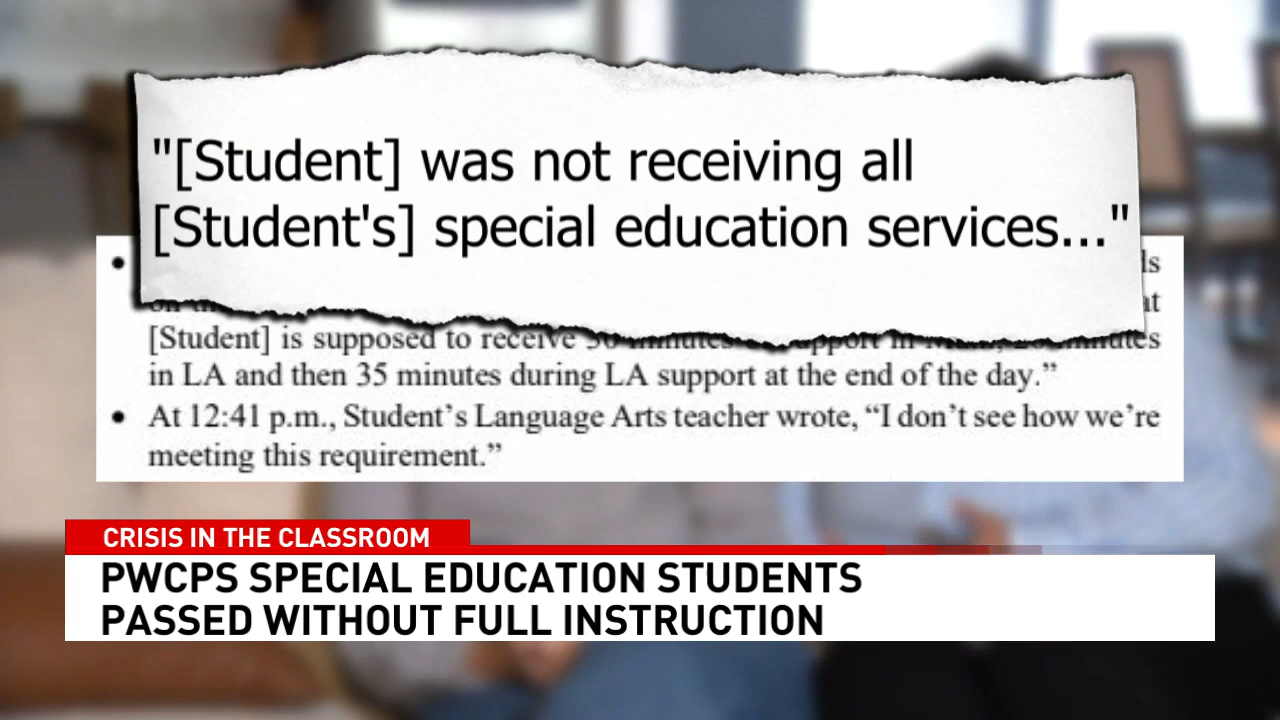 "[Student] was not receiving all
[Student's] special education services..."
[Student] is supposed to receive
in LA and then 35 minutes during LA support at the end of the day.”
• At 12:41 p.m., Student’s Language Arts teacher wrote, “I don’t see how we’re
meeting this requirement.”
CRISIS IN THE CLASSROOM
PWCPS SPECIAL EDUCATION STUDENTS
PASSED WITHOUT FULL INSTRUCTION